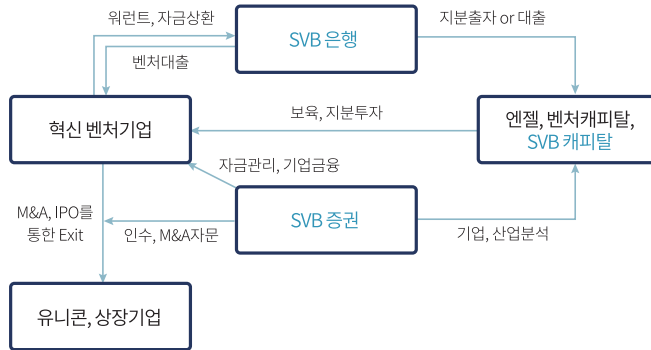 워런트, 자금상환
SVB 은행
지분출자 or 대출
벤처대출
혁신 벤처기업
보육, 지분투자
엔젤, 벤처캐피탈,
SVB 캐피탈
자금관리, 기업금융
SVB 증권
M&A, IPO를
통한 Exit
인수, M&A자문
기업, 산업분석
유니콘, 상장기업